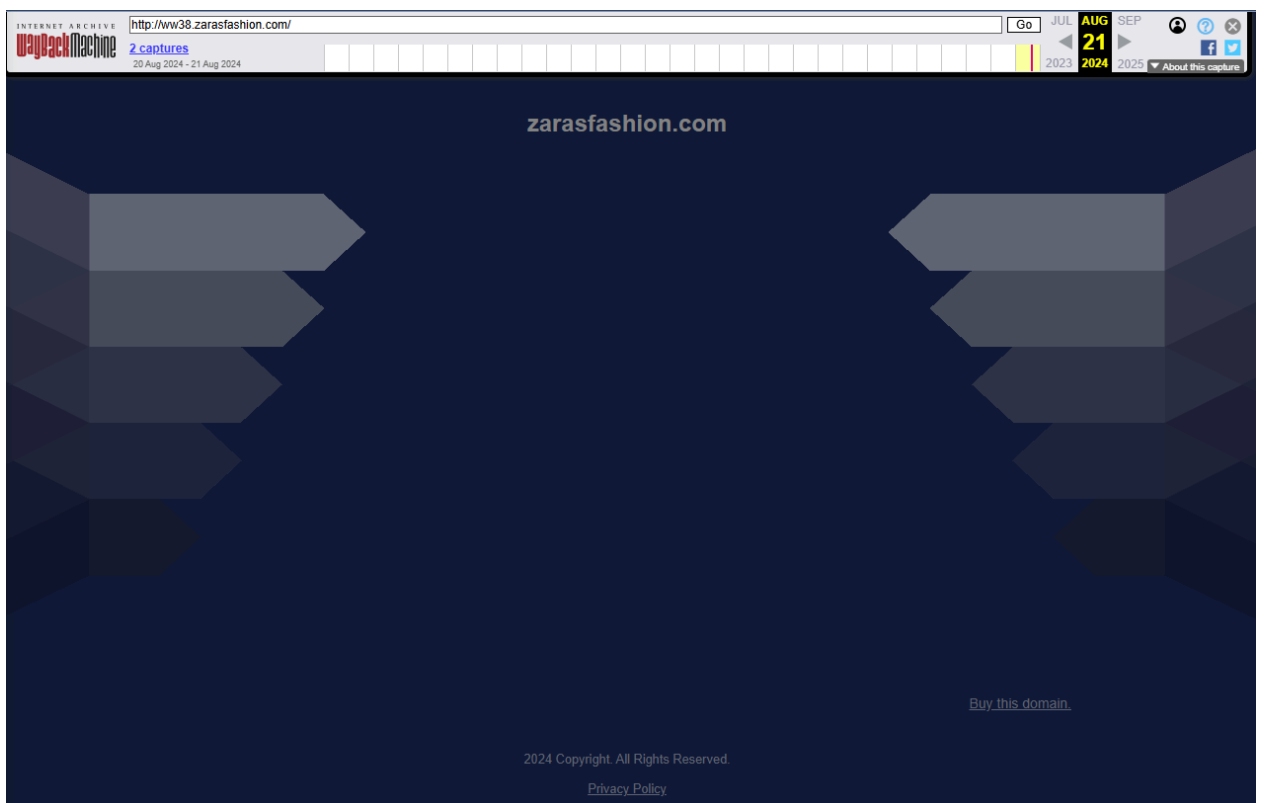 INTERNET ARCHIVE
WayBackMachine
http://ww38.zarasfashion.com/
Go
2 captures
20 Aug 2024 - 21 Aug 2024
JUL AUG SEP
21
2023 2024 2025
?
f
▼ About this capture
zarasfashion.com
Buy this domain.
2024 Copyright. All Rights Reserved.
Privacy Policy